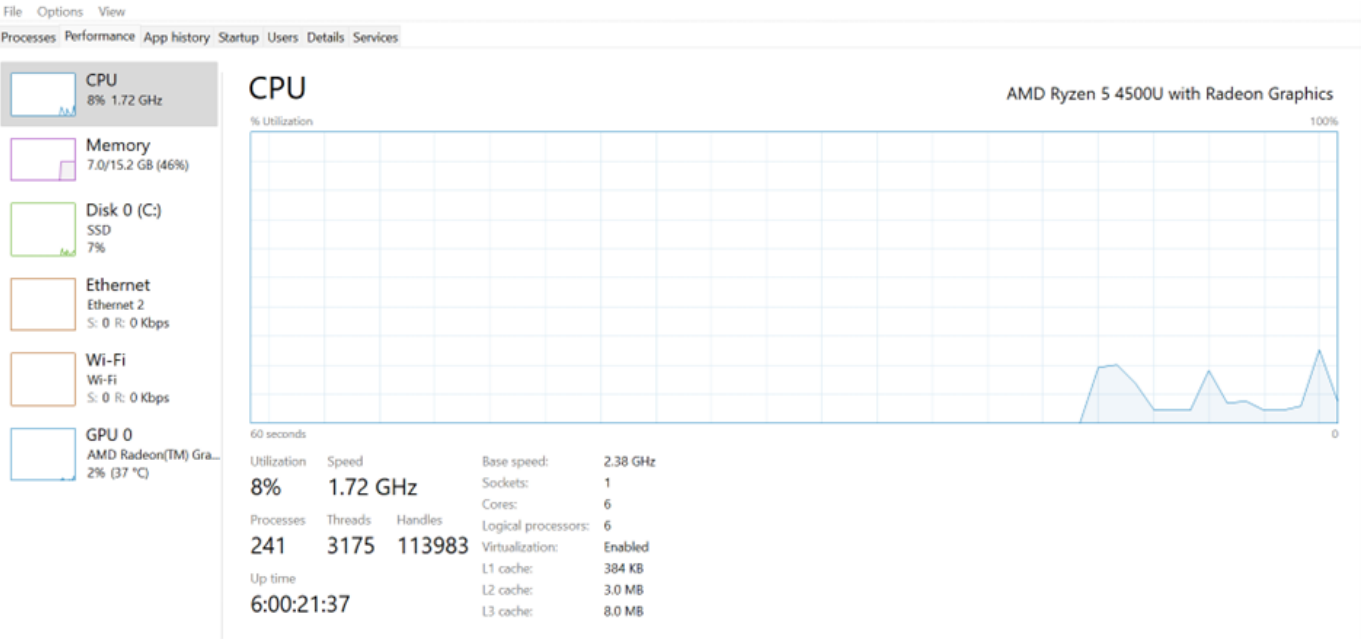 File Options View
Processes Performance App history Startup Users Details Services
CPU
8% 1.72 GHz
Memory
7.0/15.2 GB (46%)
Disk 0 (C:)
SSD
7%
Ethernet
Ethernet 2
S: 0 R: 0 Kbps
Wi-Fi
Wi-Fi
S: 0 R: 0 Kbps
GPU 0
AMD Radeon(TM) Gra...
2% (37 °C)
CPU
AMD Ryzen 5 4500U with Radeon Graphics
% Utilization 100%
60 seconds 0
Utilization Speed
8% 1.72 GHz
Processes Threads Handles
241 3175 113983
Up time
6:00:21:37
Base speed: 2.38 GHz
Sockets: 1
Cores: 6
Logical processors: 6
Virtualization: Enabled
L1 cache: 384 KB
L2 cache: 3.0 MB
L3 cache: 8.0 MB